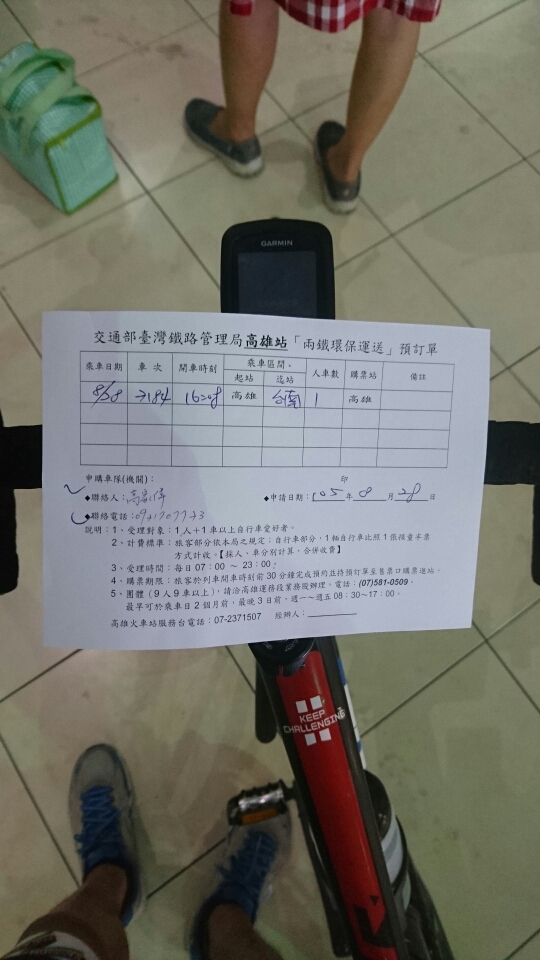 GARMIN
交通部臺灣鐵路管理局高雄站「兩鐵環保運送」預訂單
乘車日期 車次 開車時刻 乘車區間 人車數 購票站 備註
起站 迄站
8/28 3184 高雄 台南 1 高雄
申購車隊(機關)： 印
◆聯絡人： ◆申請日期：105年8月28日
◆聯絡電話：
說明：1、受理對象：1人+1車以上自行車愛好者。
2、計費標準：旅客部分依本局之規定；自行車部分，1輛自行車比照1張孩童半票
方式計收。【採人、車分別計算，合併收費】
3、受理時間：每日07：00 ~ 23：00；
4、購票期限：旅客於列車開車時刻前30分鐘完成預約且持預訂單至售票口購票進站。
5、團體(9人9車以上)，請洽高雄運務段業務股辦理。電話：(07)581-0509。
最早可於乘車日2個月前，最晚3日前，週一~週五08：30~17：00。
高雄火車站服務台電話：07-2371507 經辦人：
KEEP
CHALLENGING